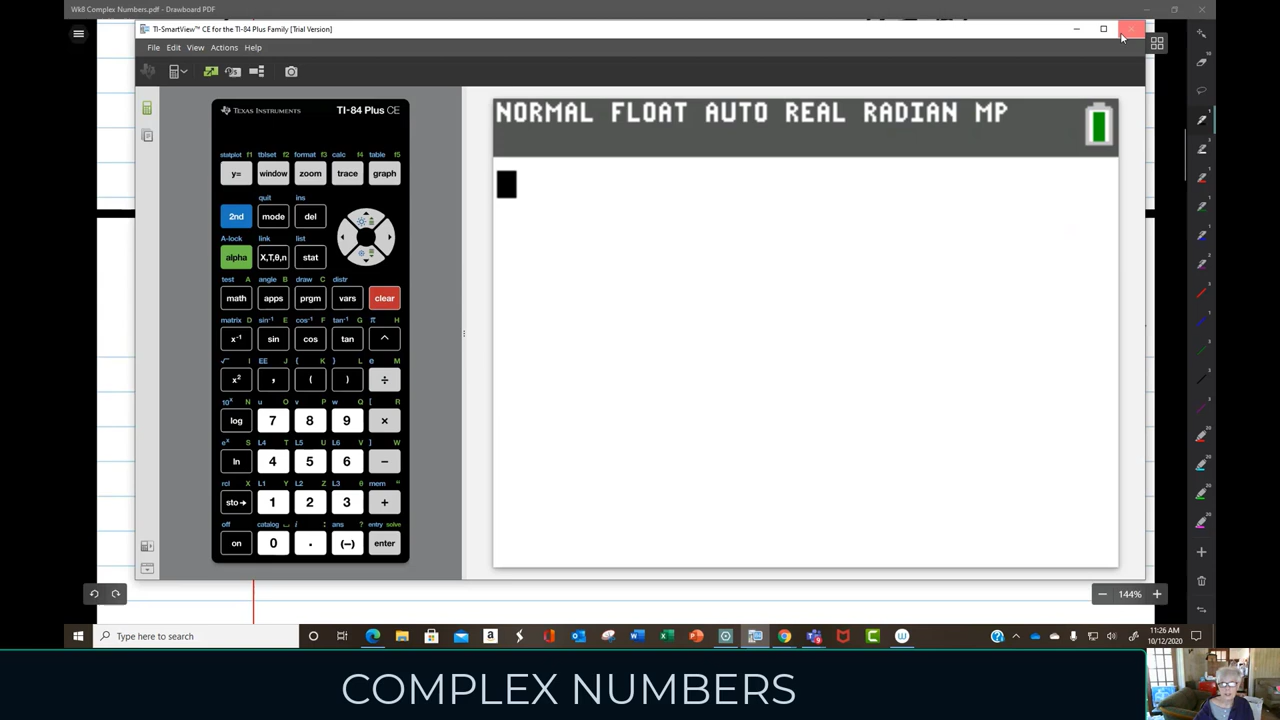 Wk8 Complex Numbers.pdf - Drawboard PDF
TI-SmartView™ CE for the TI-84 Plus Family [Trial Version]
File Edit View Actions Help
TEXAS INSTRUMENTS TI-84 Plus CE
NORMAL FLOAT AUTO REAL RADIAN MP
statplot f1 tblset f2 format f3 calc f4 table f5
y= window zoom trace graph
quit ins
2nd mode del
A-lock link list
alpha X,T,θ,n stat
test A angle B draw C distr
math apps prgm vars clear
matrix D sin⁻¹ E cos⁻¹ F tan⁻¹ G π H
x⁻¹ sin cos tan ^
√ I EE J { K } L e M
x² , ( ) ÷
10ˣ N u O v P w Q [ R
log 7 8 9 ×
eˣ S L4 T L5 U L6 V ] W
ln 4 5 6 −
rcl X L1 Y L2 Z L3 θ mem “
sto→ 1 2 3 +
off catalog i : ans ? entry solve
on 0 . (−) enter
144%
Type here to search
11:26 AM
10/12/2020
COMPLEX NUMBERS